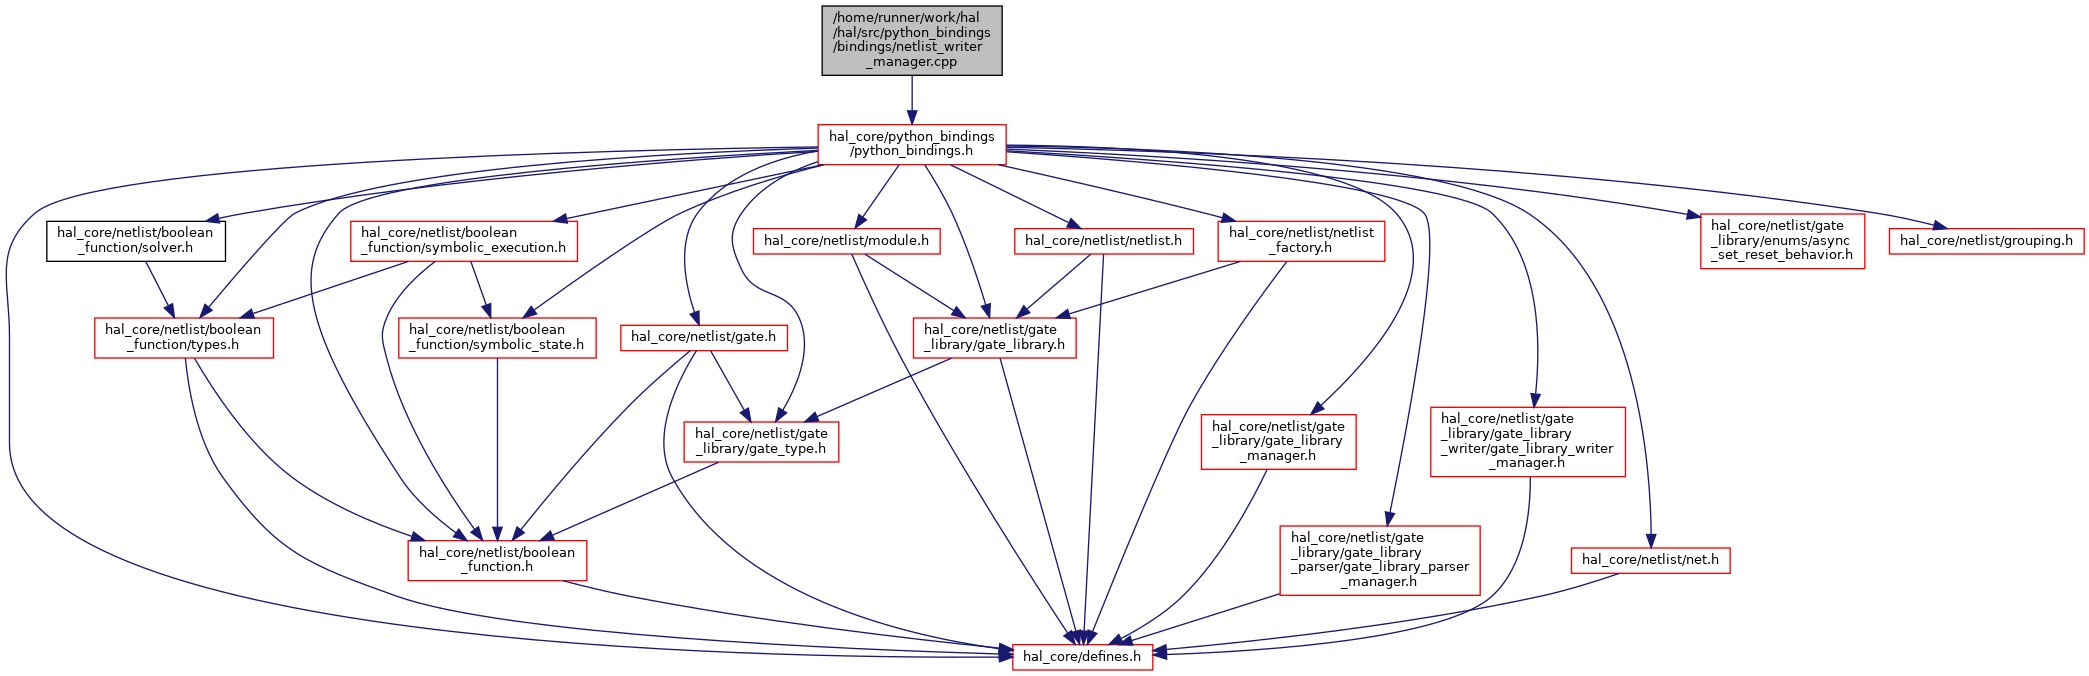 /home/runner/work/hal
/hal/src/python_bindings
/bindings/netlist_writer
_manager.cpp
hal_core/python_bindings
/python_bindings.h
hal_core/netlist/boolean
_function/solver.h
hal_core/netlist/boolean
_function/symbolic_execution.h
hal_core/netlist/module.h
hal_core/netlist/netlist.h
hal_core/netlist/netlist
_factory.h
hal_core/netlist/gate
_library/enums/async
_set_reset_behavior.h
hal_core/netlist/grouping.h
hal_core/netlist/boolean
_function/types.h
hal_core/netlist/boolean
_function/symbolic_state.h
hal_core/netlist/gate.h
hal_core/netlist/gate
_library/gate_library.h
hal_core/netlist/gate
_library/gate_type.h
hal_core/netlist/gate
_library/gate_library
_manager.h
hal_core/netlist/gate
_library/gate_library
_writer/gate_library_writer
_manager.h
hal_core/netlist/boolean
_function.h
hal_core/netlist/gate
_library/gate_library
_parser/gate_library_parser
_manager.h
hal_core/netlist/net.h
hal_core/defines.h